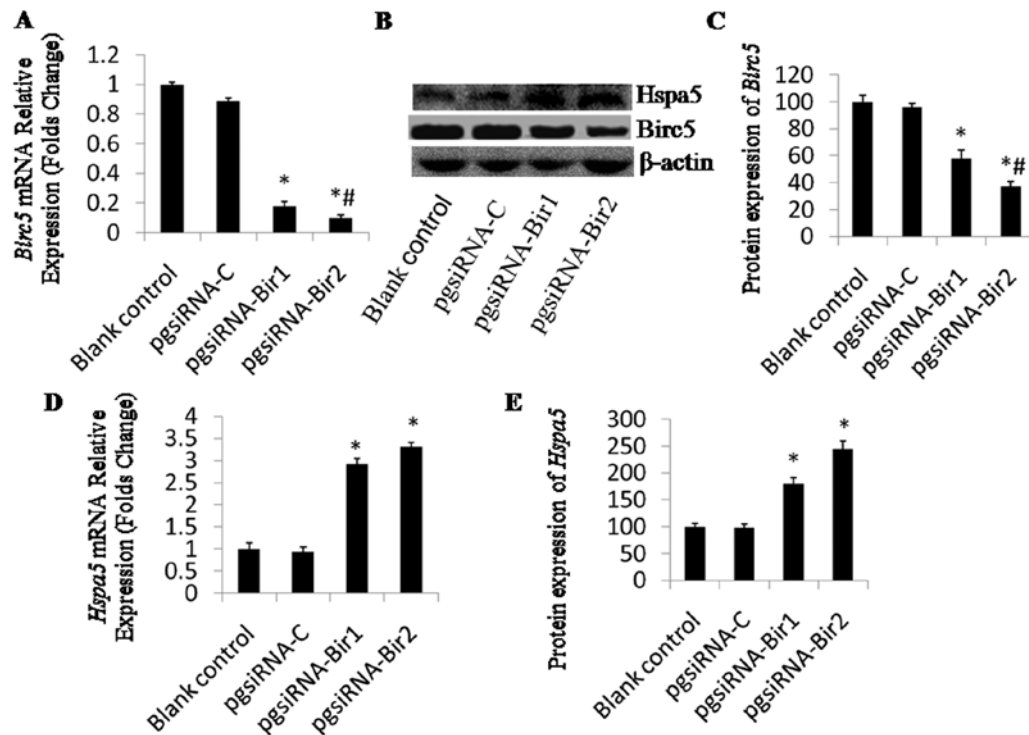 A
Birc5 mRNA Relative
Expression (Folds Change)
1.2
1
0.8
0.6
0.4
0.2
0
*
*#
Blank control
pgsiRNA-C
pgsiRNA-Bir1
pgsiRNA-Bir2
B
Hspa5
Birc5
β-actin
Blank control
pgsiRNA-C
pgsiRNA-Bir1
pgsiRNA-Bir2
C
Protein expression of Birc5
120
100
80
60
40
20
0
*
*#
Blank control
pgsiRNA-C
pgsiRNA-Bir1
pgsiRNA-Bir2
D
Hspa5 mRNA Relative
Expression (Folds Change)
4
3.5
3
2.5
2
1.5
1
0.5
0
*
*
Blank control
pgsiRNA-C
pgsiRNA-Bir1
pgsiRNA-Bir2
E
Protein expression of Hspa5
300
250
200
150
100
50
0
*
*
Blank control
pgsiRNA-C
pgsiRNA-Bir1
pgsiRNA-Bir2